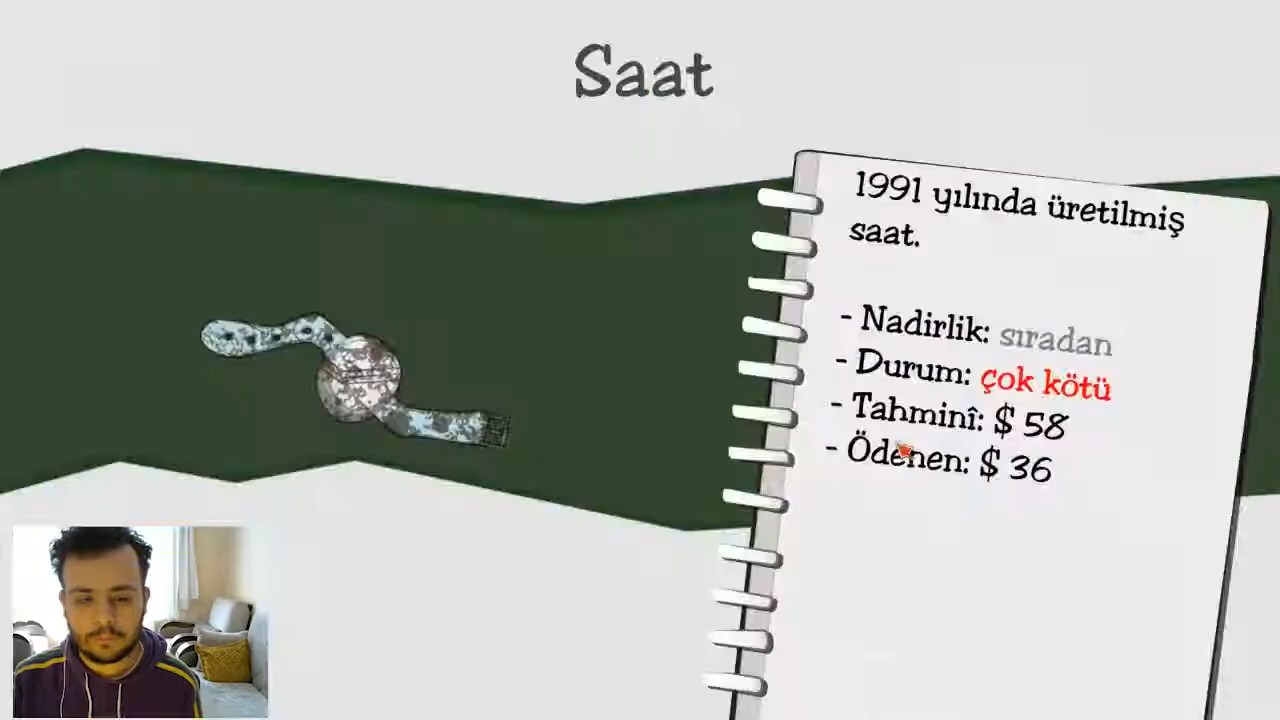 Saat
1991 yılında üretilmiş
saat.
- Nadirlik: sıradan
- Durum: çok kötü
- Tahminî: $ 58
- Ödenen: $ 36